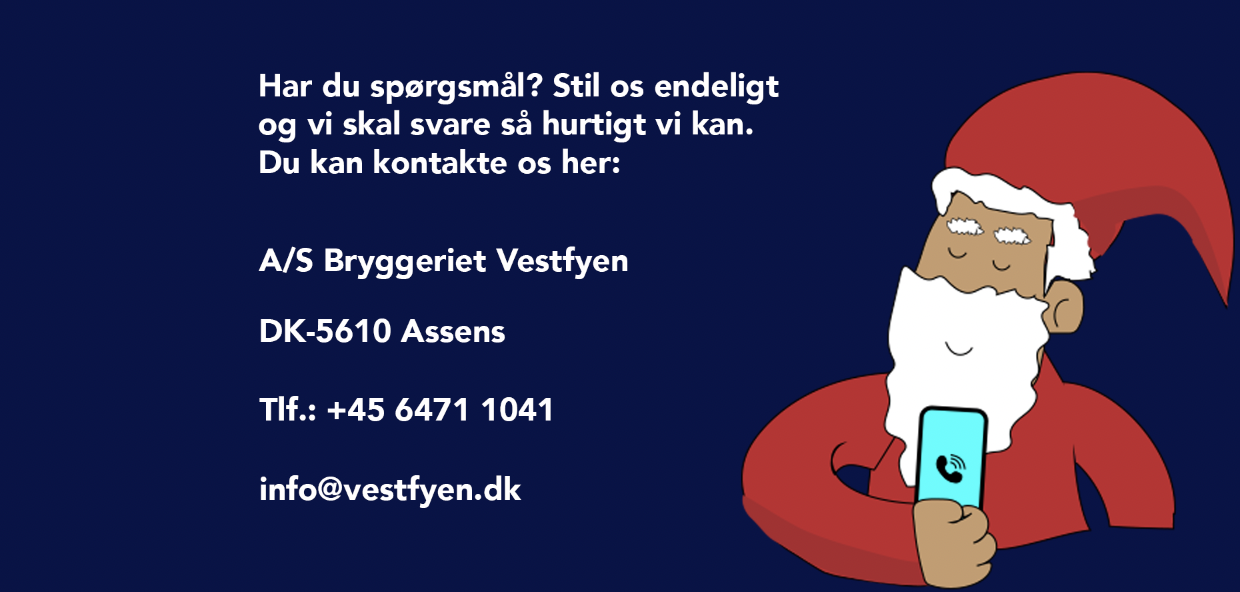 Har du spørgsmål? Stil os endeligt
og vi skal svare så hurtigt vi kan.
Du kan kontakte os her:
A/S Bryggeriet Vestfyen
DK-5610 Assens
Tlf.: +45 6471 1041
info@vestfyen.dk